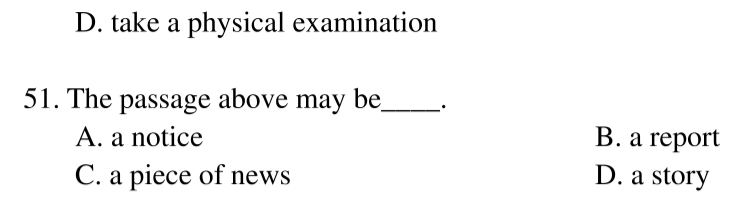 D. take a physical examination
51. The passage above may be____.
A. a notice B. a report
C. a piece of news D. a story